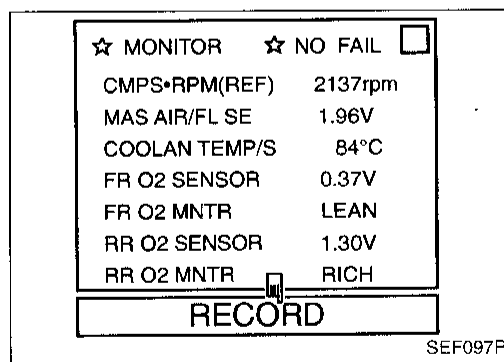 ☆ MONITOR ☆ NO FAIL
CMPS•RPM(REF) 2137rpm
MAS AIR/FL SE 1.96V
COOLAN TEMP/S 84°C
FR O2 SENSOR 0.37V
FR O2 MNTR LEAN
RR O2 SENSOR 1.30V
RR O2 MNTR RICH
RECORD
SEF097P